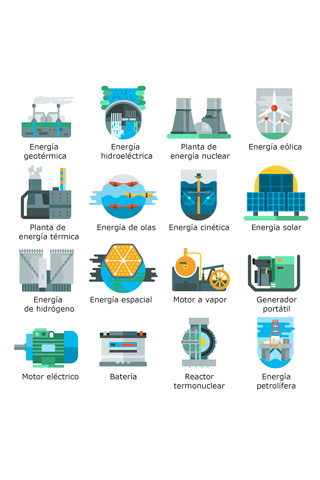 Energía
geotérmica
Energía
hidroeléctrica
Planta de
energía nuclear
Energía eólica
Planta de
energía térmica
Energía de olas
Energía cinética
Energía solar
Energía
de hidrógeno
Energía espacial
Motor a vapor
Generador
portátil
Motor eléctrico
Batería
Reactor
termonuclear
Energía
petrolífera